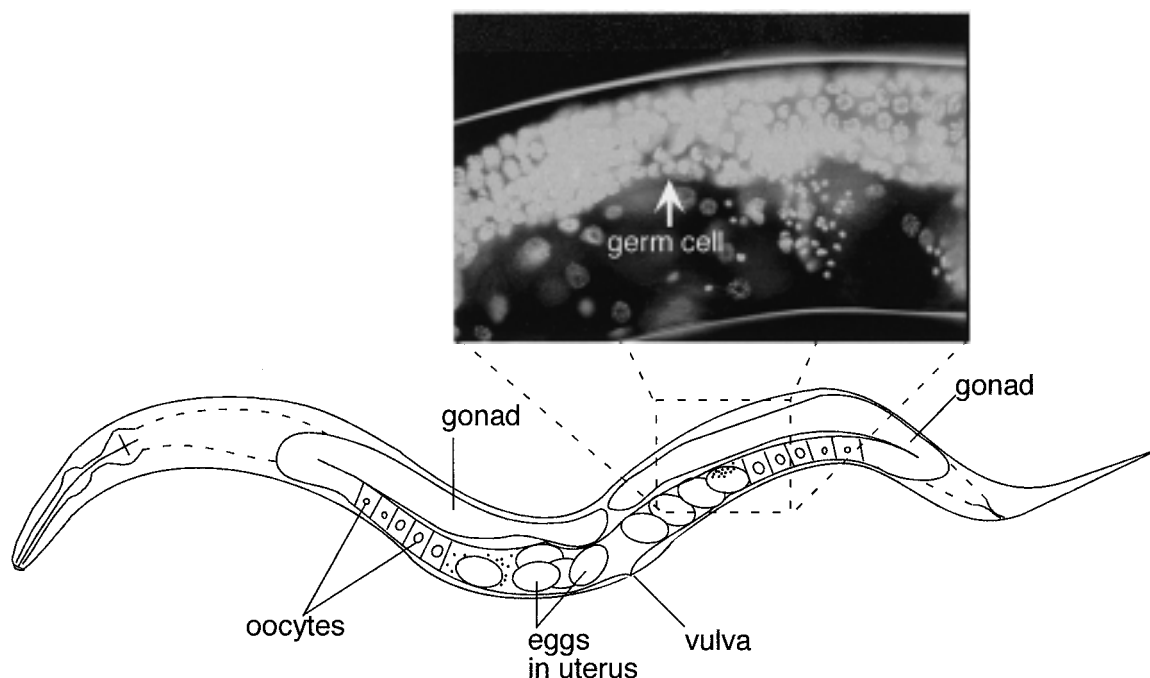 germ cell
gonad
gonad
oocytes
eggs
in uterus
vulva